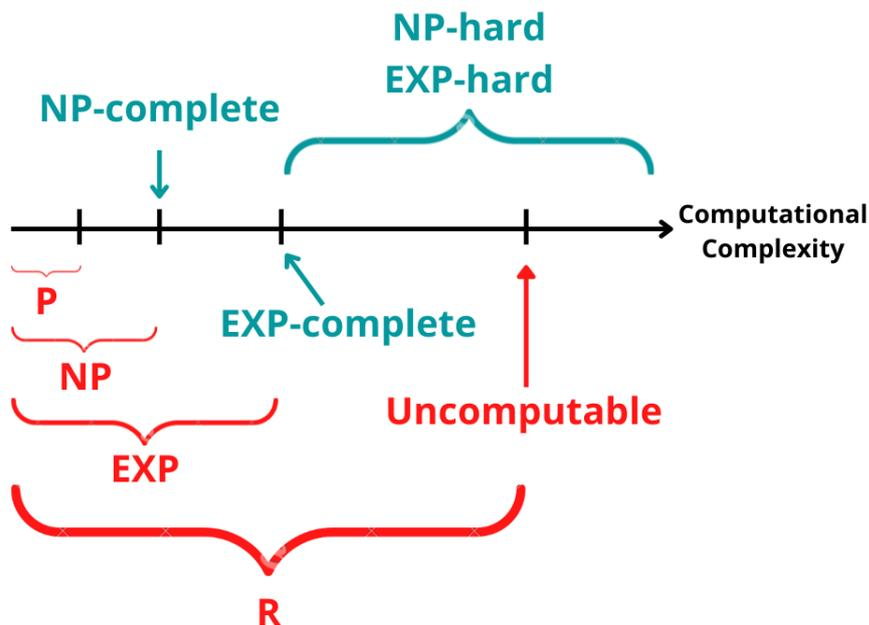 NP-hard
EXP-hard
NP-complete
Computational
Complexity
P
EXP-complete
NP
Uncomputable
EXP
R